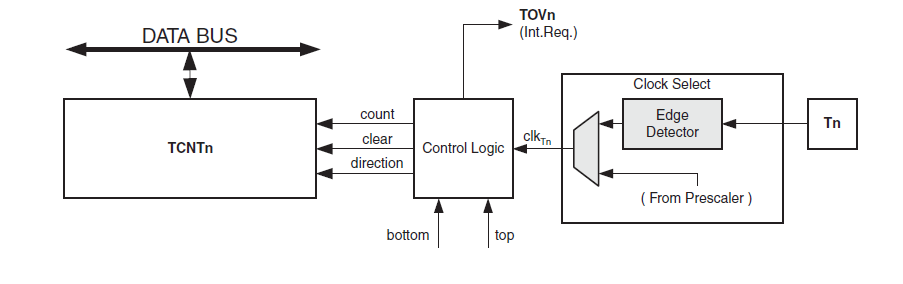 TOVn
(Int.Req.)
DATA BUS
Clock Select
count
Edge
Detector
Tn
clear
clkTn
TCNTn
Control Logic
direction
( From Prescaler )
bottom
top